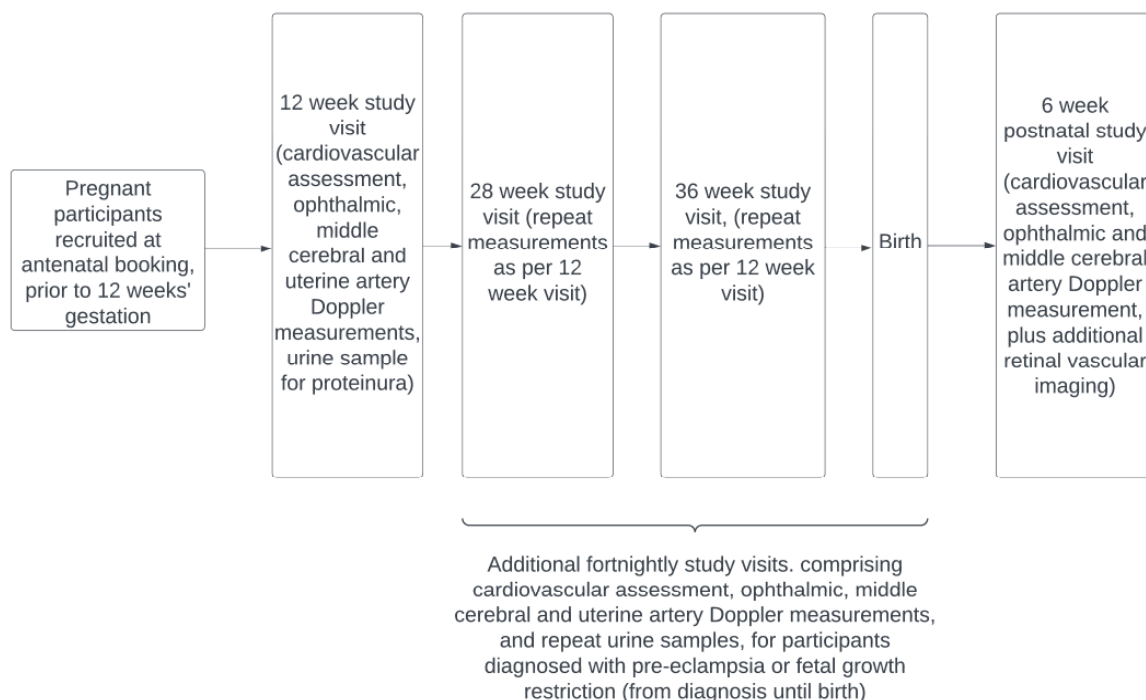 Pregnant
participants
recruited at
antenatal booking,
prior to 12 weeks'
gestation
12 week study
visit
(cardiovascular
assessment,
ophthalmic,
middle
cerebral and
uterine artery
Doppler
measurements,
urine sample
for proteinura)
28 week study
visit (repeat
measurements
as per 12
week visit)
36 week study
visit, (repeat
measurements
as per 12 week
visit)
Birth
6 week
postnatal study
visit
(cardiovascular
assessment,
ophthalmic and
middle cerebral
artery Doppler
measurement,
plus additional
retinal vascular
imaging)
Additional fortnightly study visits. comprising
cardiovascular assessment, ophthalmic, middle
cerebral and uterine artery Doppler measurements,
and repeat urine samples, for participants
diagnosed with pre-eclampsia or fetal growth
restriction (from diagnosis until birth)